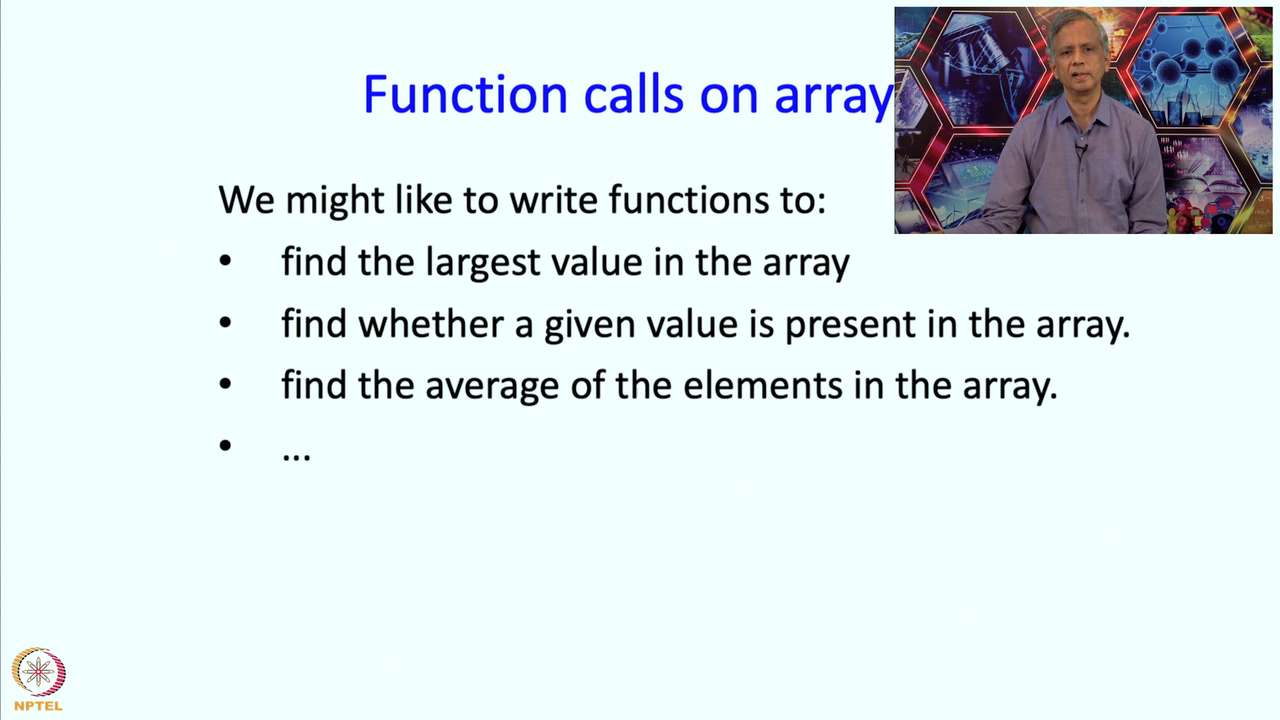 Function calls on array
We might like to write functions to:
• find the largest value in the array
• find whether a given value is present in the array.
• find the average of the elements in the array.
• ...
NPTEL